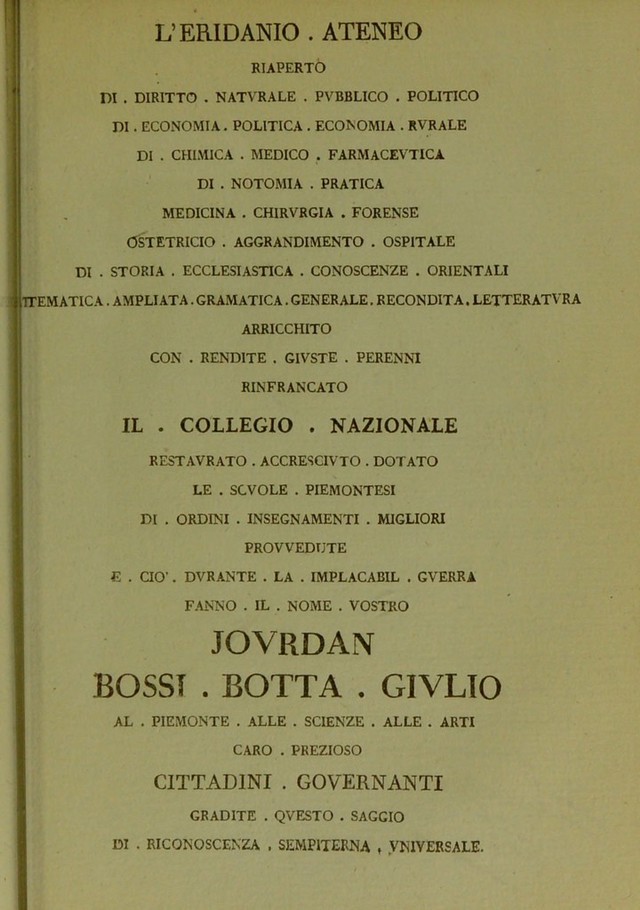 L'ERIDANIO . ATENEO
RIAPERTO
DI . DIRITTO . NATVRALE . PVBBLICO . POLITICO
DI . ECONOMIA . POLITICA . ECONOMIA . RVRALE
DI . CHIMICA . MEDICO . FARMACEVTICA
DI . NOTOMIA . PRATICA
MEDICINA . CHIRVRGIA . FORENSE
OSTETRICIO . AGGRANDIMENTO . OSPITALE
DI . STORIA . ECCLESIASTICA . CONOSCENZE . ORIENTALI
TEMATICA . AMPLIATA . GRAMATICA . GENERALE . RECONDITA . LETTERATVRA
ARRICCHITO
CON . RENDITE . GIVSTE . PERENNI
RINFRANCATO
IL . COLLEGIO . NAZIONALE
RESTAVRATO . ACCRESCIVTO . DOTATO
LE . SCVOLE . PIEMONTESI
DI . ORDINI . INSEGNAMENTI . MIGLIORI
PROVVEDUTE
E . CIO' . DVRANTE . LA . IMPLACABIL . GVERRA
FANNO . IL . NOME . VOSTRO
JOVRDAN
BOSSI . BOTTA . GIVLIO
AL . PIEMONTE . ALLE . SCIENZE . ALLE . ARTI
CARO . PREZIOSO
CITTADINI . GOVERNANTI
GRADITE . QVESTO . SAGGIO
DI . RICONOSCENZA , SEMPITERNA , VNIVERSALE.